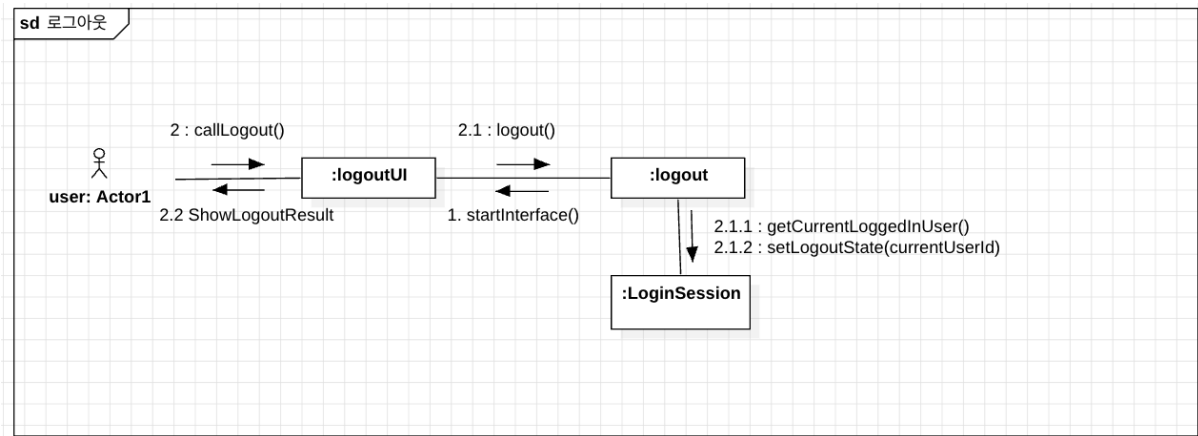 sd 로그아웃
2 : callLogout()
2.1 : logout()
:logoutUI
:logout
user: Actor1
2.2 ShowLogoutResult
1. startInterface()
2.1.1 : getCurrentLoggedInUser()
2.1.2 : setLogoutState(currentUserId)
:LoginSession